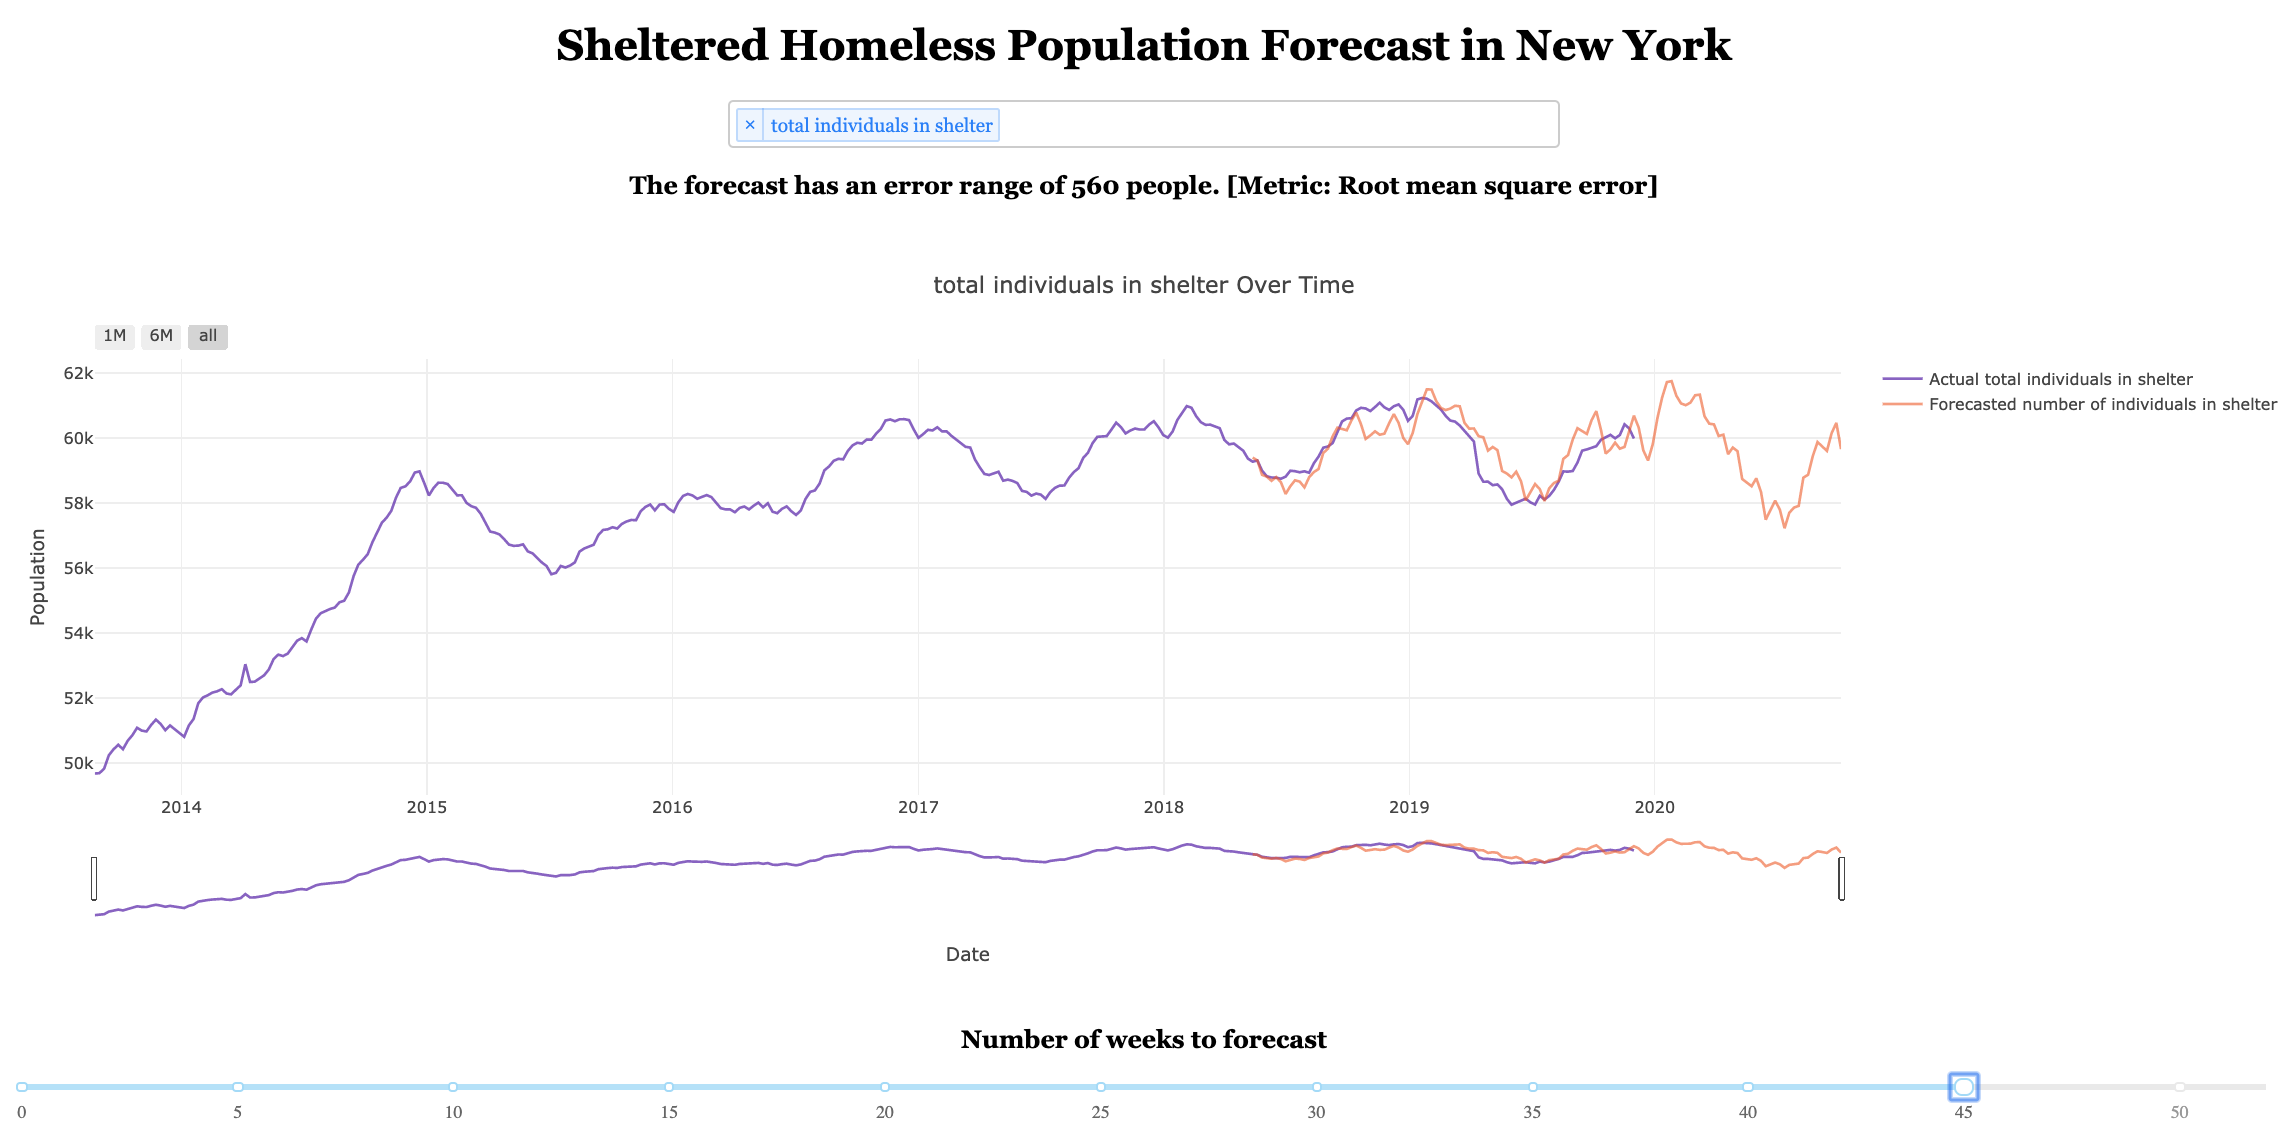 Sheltered Homeless Population Forecast in New York
× total individuals in shelter
The forecast has an error range of 560 people. [Metric: Root mean square error]
total individuals in shelter Over Time
1M 6M all
Actual total individuals in shelter
Forecasted number of individuals in shelter
62k
60k
58k
56k
54k
52k
50k
Population
2014 2015 2016 2017 2018 2019 2020
Date
Number of weeks to forecast
0 5 10 15 20 25 30 35 40 45 50